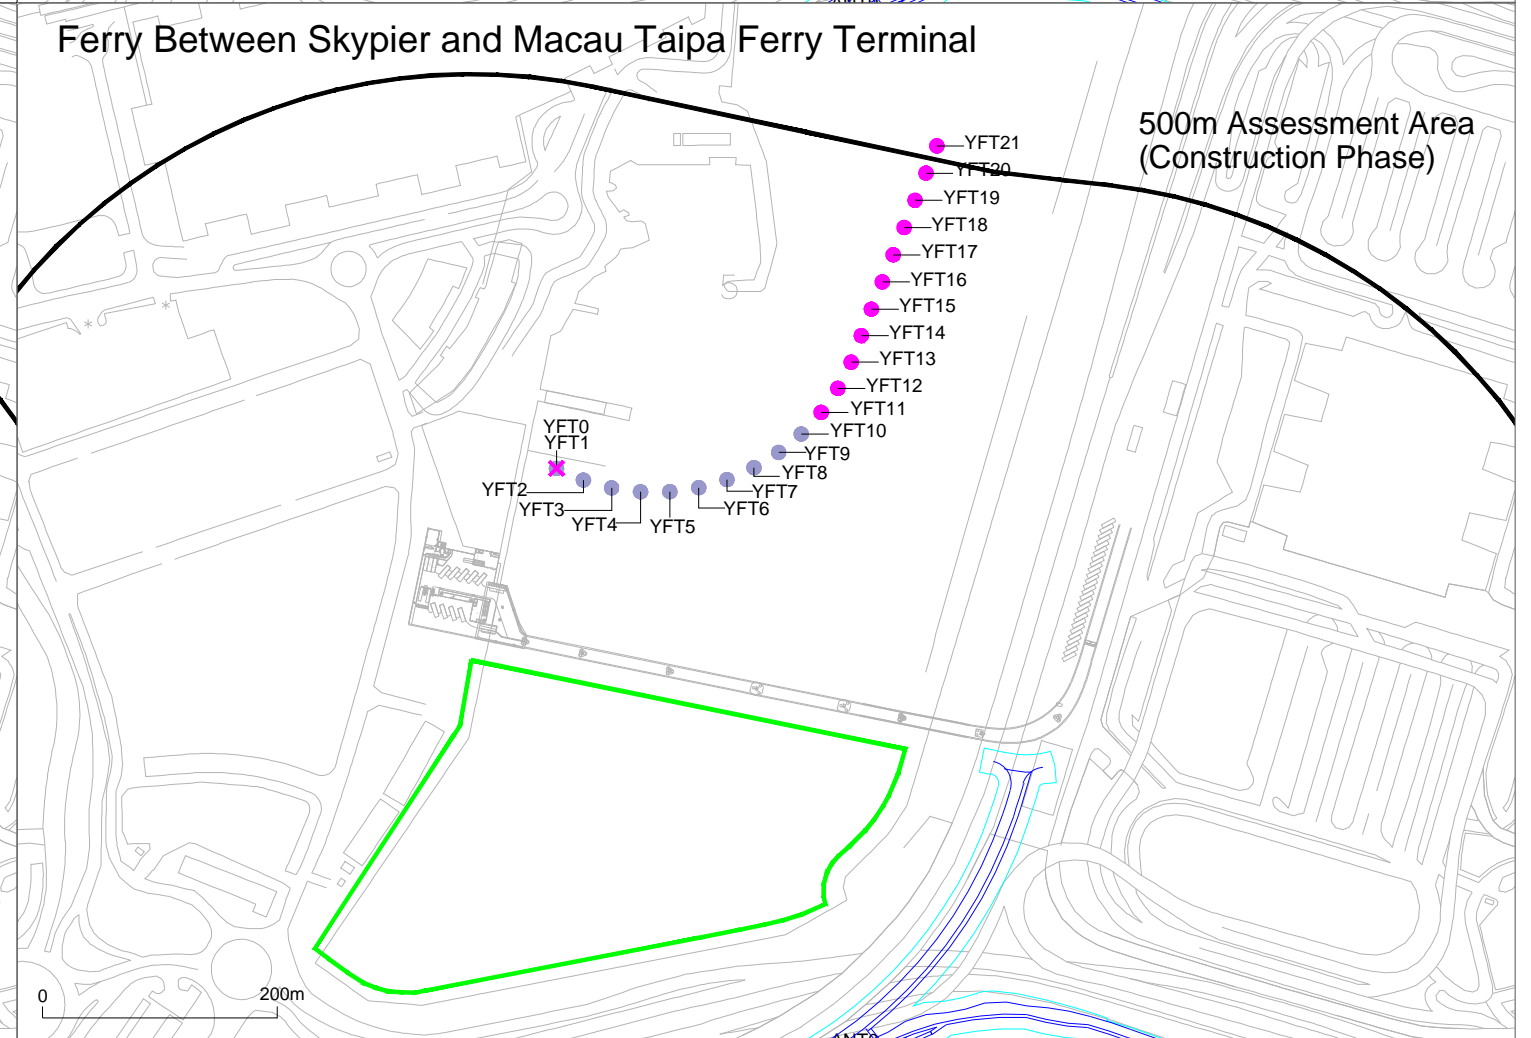 Ferry Between Skypier and Macau Taipa Ferry Terminal
500m Assessment Area
(Construction Phase)
YFT21
YFT20
YFT19
YFT18
YFT17
YFT16
YFT15
YFT14
YFT13
YFT12
YFT11
YFT10
YFT9
YFT8
YFT7
YFT6
YFT5
YFT4
YFT3
YFT2
YFT0
YFT1
0
200m